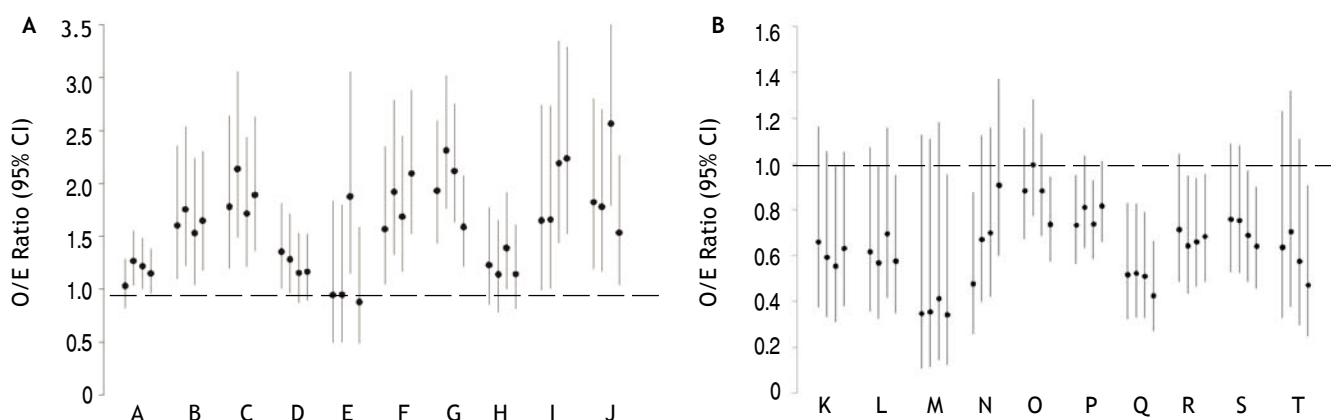 A
O/E Ratio (95% CI)
3.5
3.0
2.5
2.0
1.5
1.0
0.5
0
A B C D E F G H I J
B
O/E Ratio (95% CI)
1.6
1.4
1.2
1.0
0.8
0.6
0.4
0.2
0
K L M N O P Q R S T